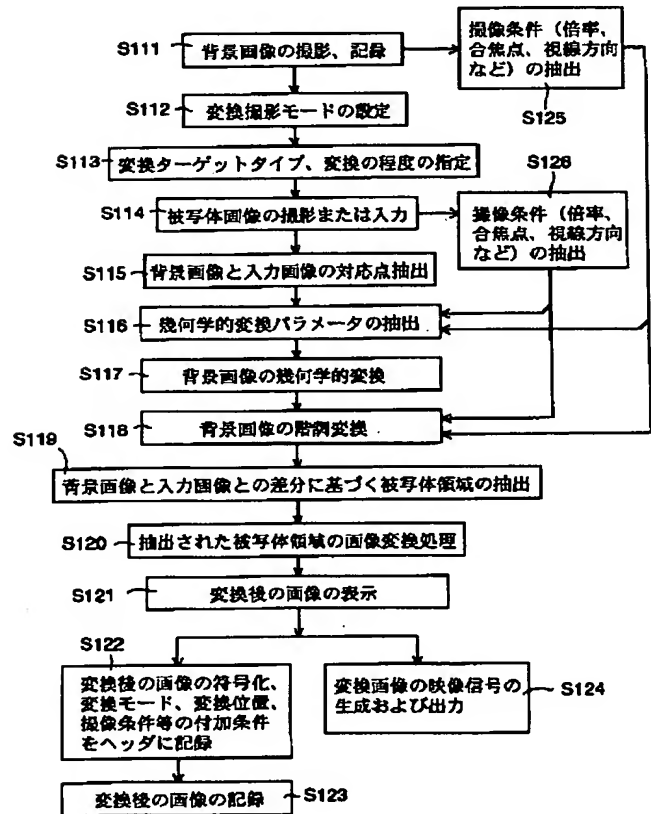 S111
背景画像の撮影、記録
撮像条件(倍率、
合焦点、視線方向
など)の抽出
S125
S112
変換撮影モードの設定
S113
変換ターゲットタイプ、変換の程度の指定
S126
S114
被写体画像の撮影または入力
撮像条件(倍率、
合焦点、視線方向
など)の抽出
S115
背景画像と入力画像の対応点抽出
S116
幾何学的変換パラメータの抽出
S117
背景画像の幾何学的変換
S118
背景画像の階調変換
S119
背景画像と入力画像との差分に基づく被写体領域の抽出
S120
抽出された被写体領域の画像変換処理
S121
変換後の画像の表示
S122
変換後の画像の符号化、
変換モード、変換位置、
撮像条件等の付加条件
をヘッダに記録
変換画像の映像信号の
生成および出力
S124
変換後の画像の記録
S123